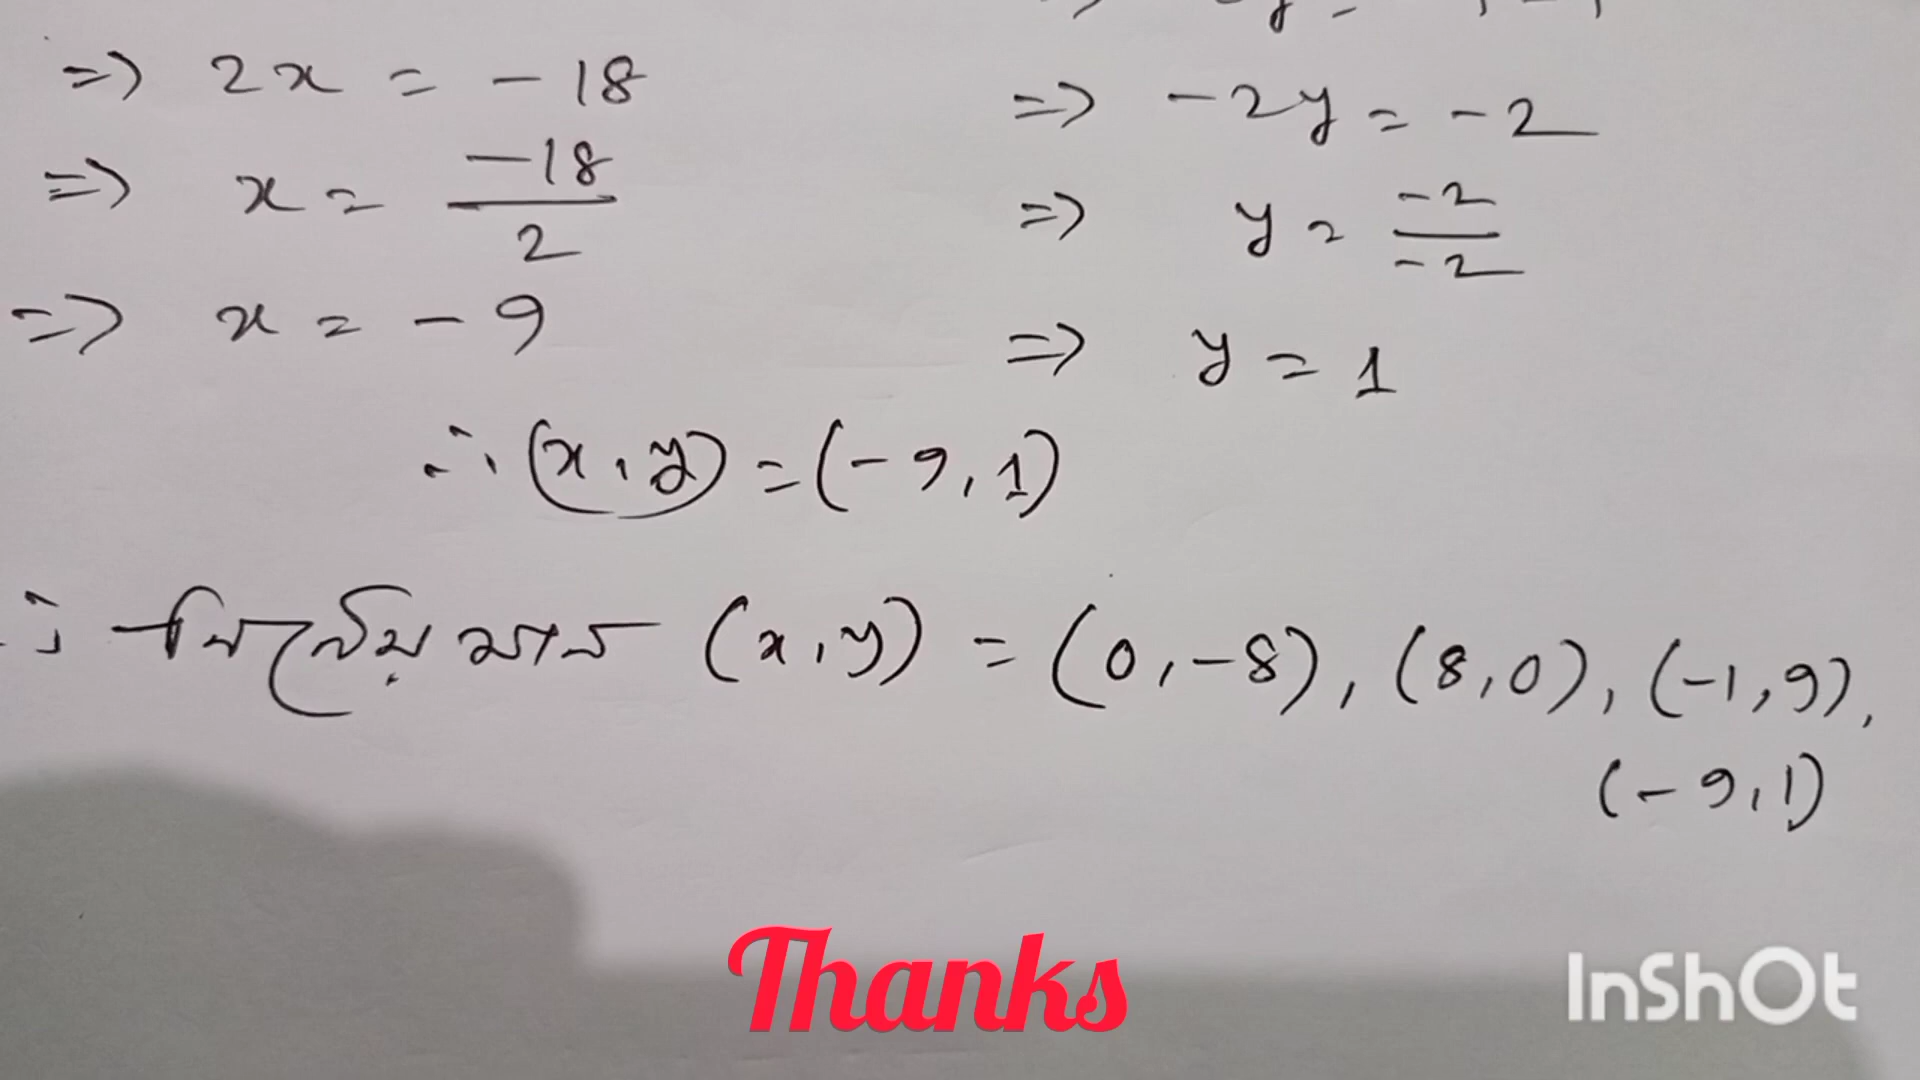 => 2x = -18
=> x = -18/2
=> x = -9
=> -2y = -2
=> y = -2/-2
=> y = 1
∴ (x, y) = (-9, 1)
∴ নির্ণেয় মান (x, y) = (0, -8), (8, 0), (-1, 9),
(-9, 1)
Thanks
InShOt